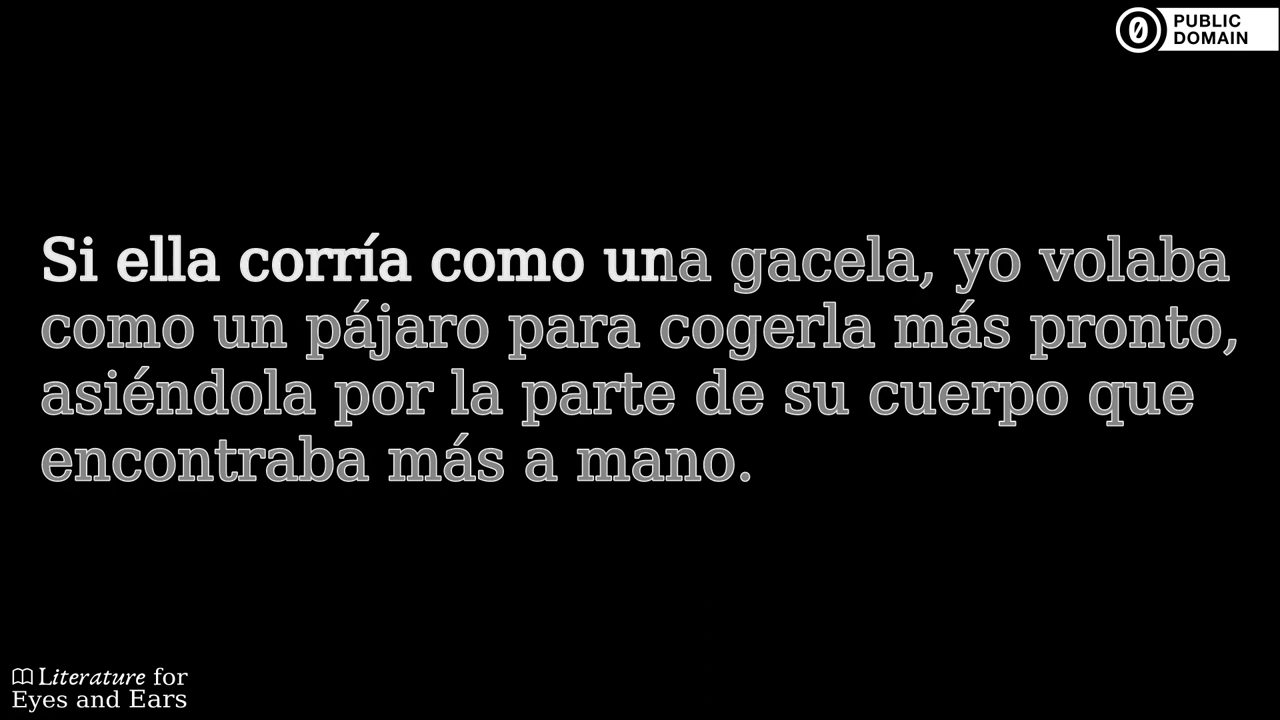 PUBLIC
DOMAIN
Si ella corría como una gacela, yo volaba
como un pájaro para cogerla más pronto,
asiéndola por la parte de su cuerpo que
encontraba más a mano.
Literature for
Eyes and Ears